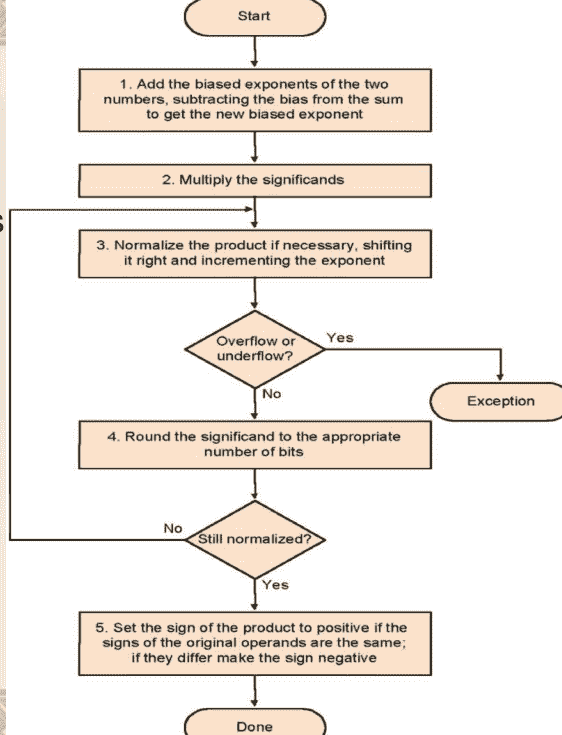 Start
1. Add the biased exponents of the two
numbers, subtracting the bias from the sum
to get the new biased exponent
2. Multiply the significands
3. Normalize the product if necessary, shifting
it right and incrementing the exponent
Overflow or
underflow?
Yes
No
Exception
4. Round the significand to the appropriate
number of bits
No
Still normalized?
Yes
5. Set the sign of the product to positive if the
signs of the original operands are the same;
if they differ make the sign negative
Done